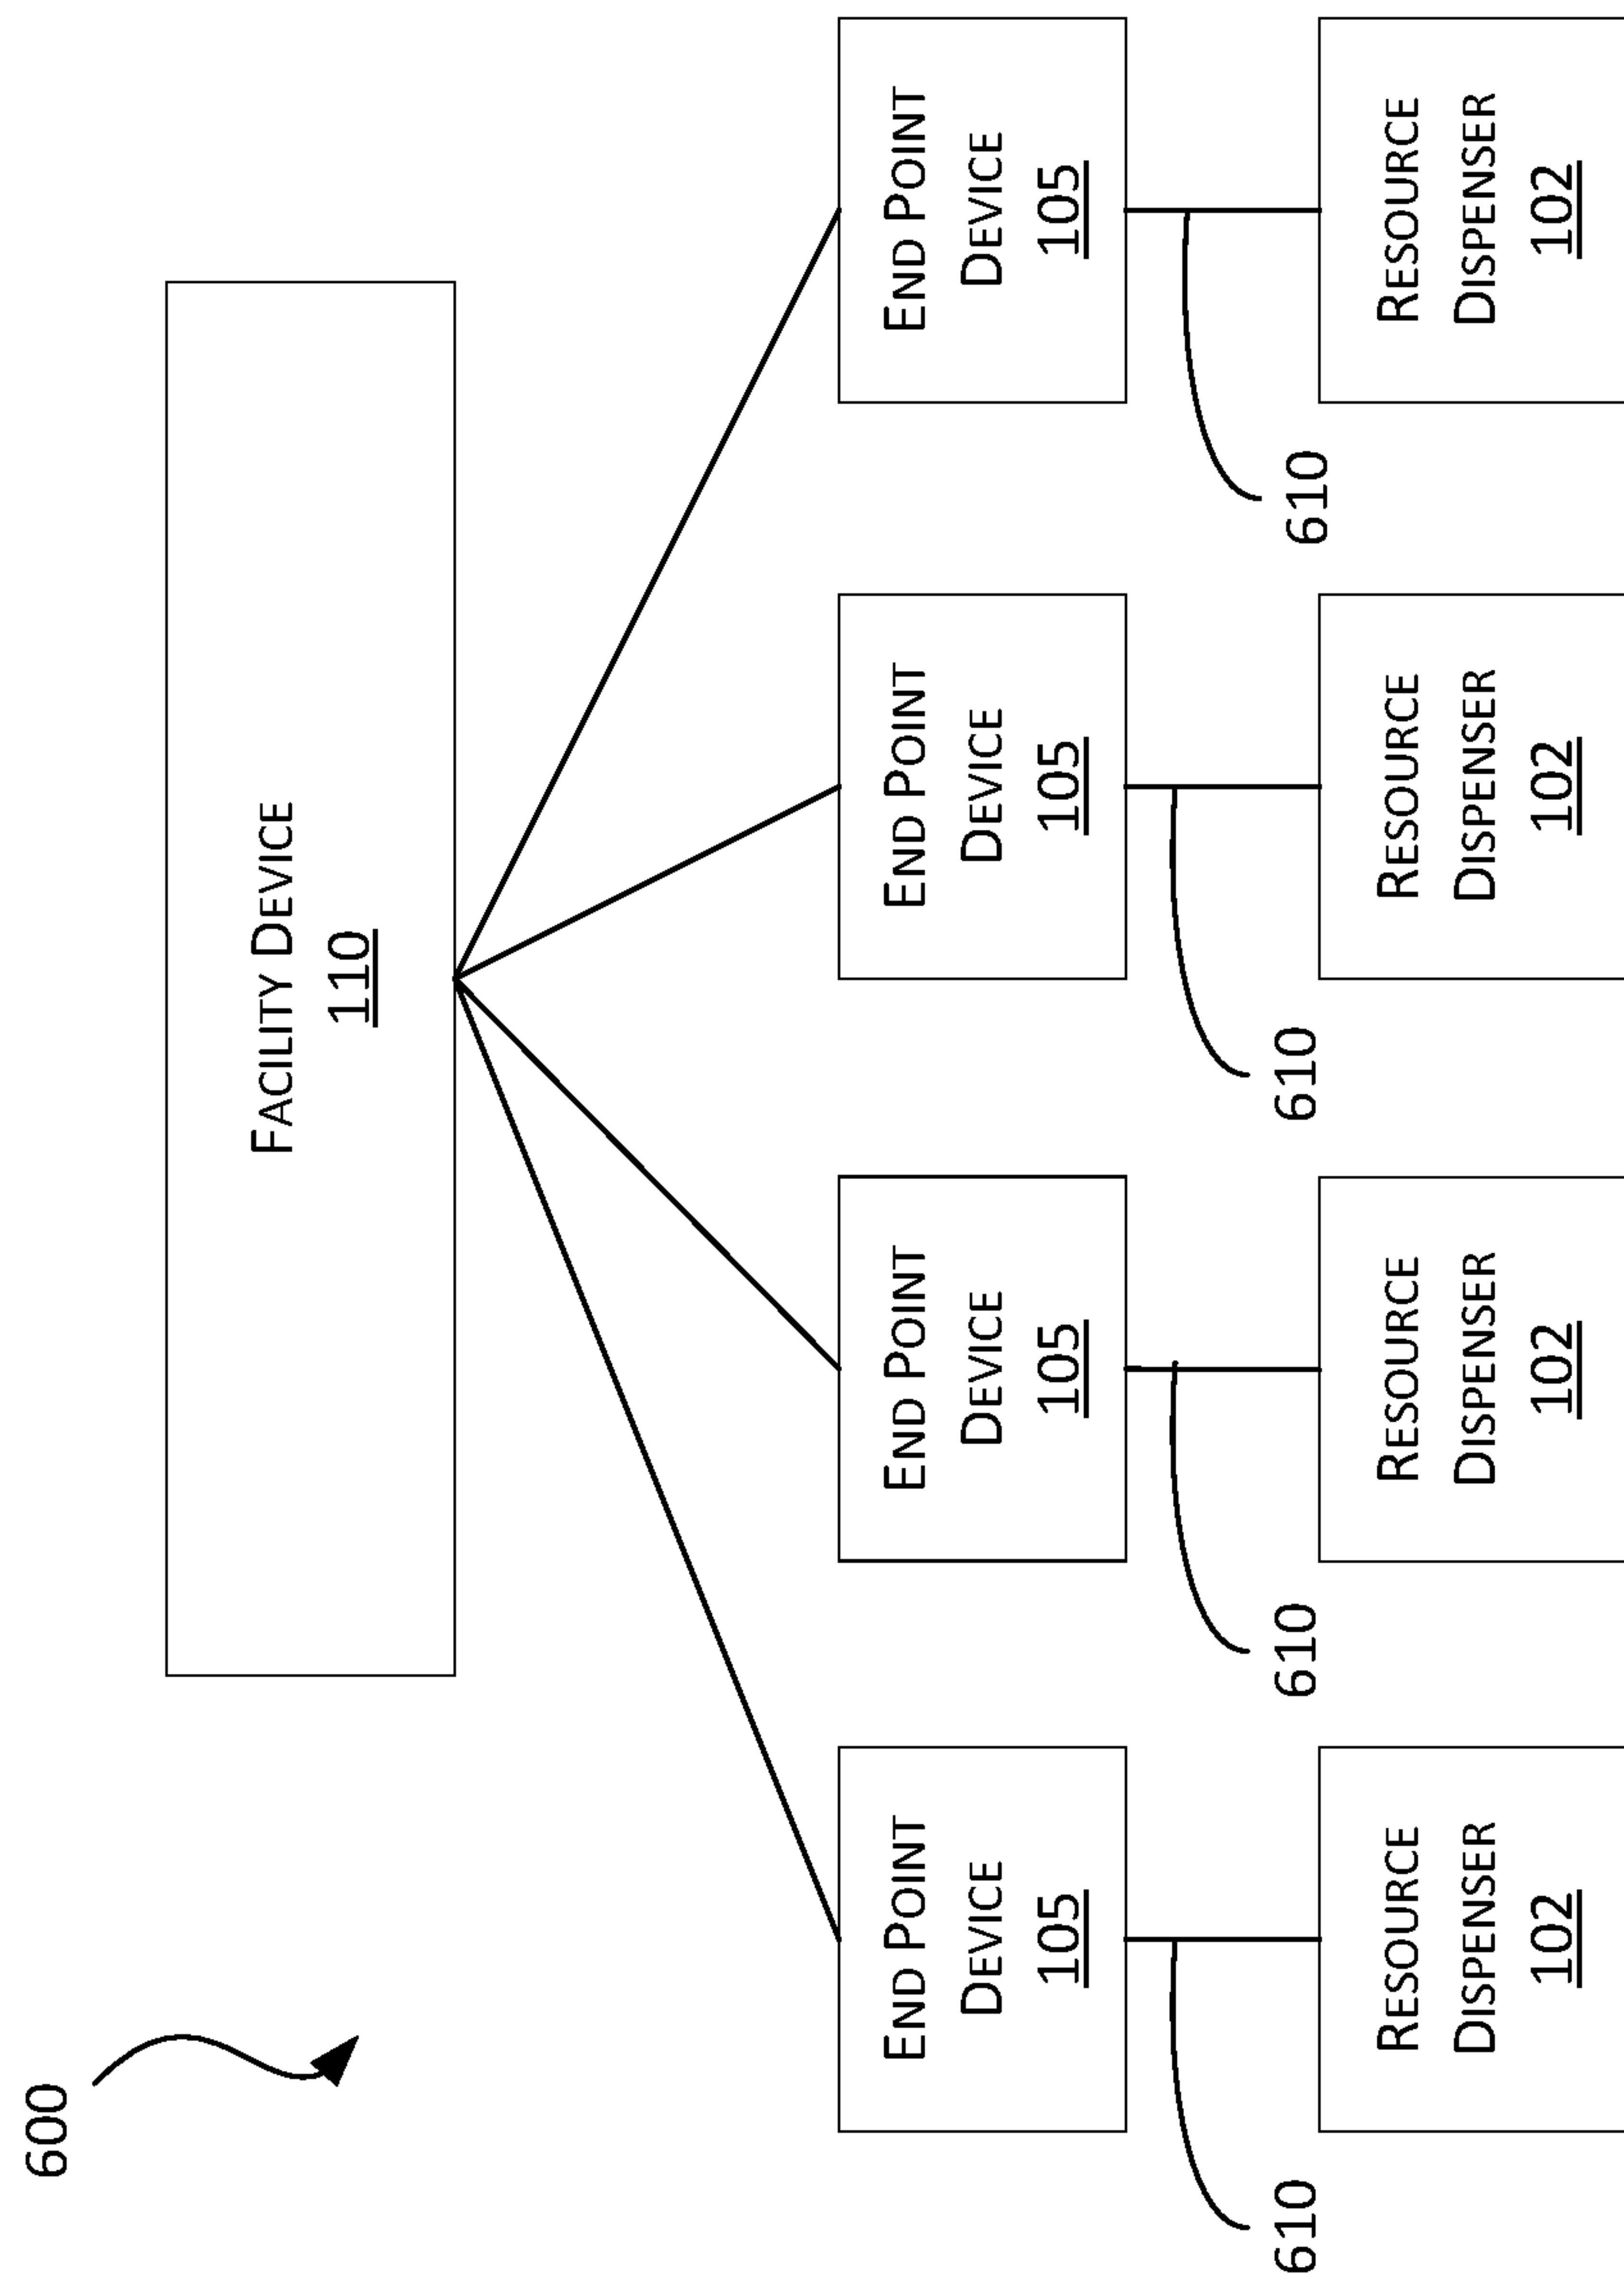 600
FACILITY DEVICE
110
END POINT
DEVICE
105
END POINT
DEVICE
105
END POINT
DEVICE
105
END POINT
DEVICE
105
610
610
610
610
RESOURCE
DISPENSER
102
RESOURCE
DISPENSER
102
RESOURCE
DISPENSER
102
RESOURCE
DISPENSER
102